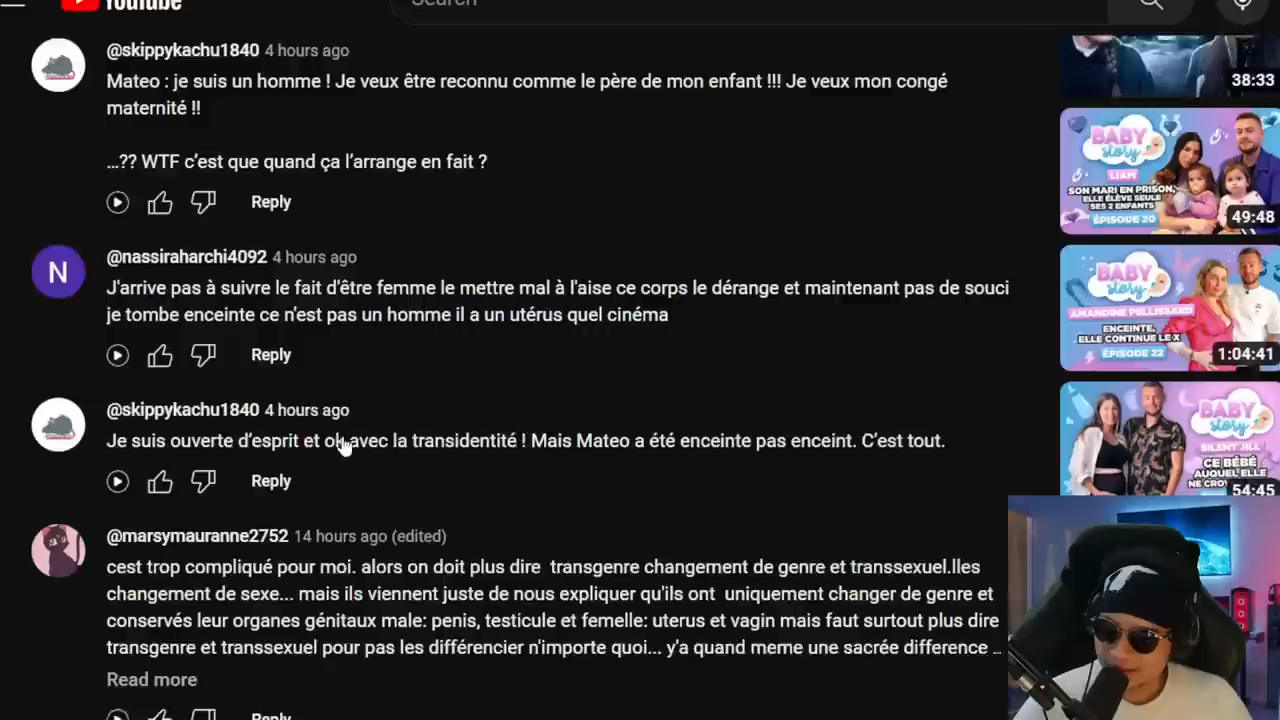 YouTube
Search
@skippykachu1840 4 hours ago
Mateo : je suis un homme ! Je veux être reconnu comme le père de mon enfant !!! Je veux mon congé
maternité !!
...?? WTF c'est que quand ça l'arrange en fait ?
Reply
N
@nassiraharchi4092 4 hours ago
J'arrive pas à suivre le fait d'être femme le mettre mal à l'aise ce corps le dérange et maintenant pas de souci
je tombe enceinte ce n'est pas un homme il a un utérus quel cinéma
Reply
@skippykachu1840 4 hours ago
Je suis ouverte d'esprit et ok avec la transidentité ! Mais Mateo a été enceinte pas enceint. C'est tout.
Reply
@marsymauranne2752 14 hours ago (edited)
cest trop compliqué pour moi. alors on doit plus dire transgenre changement de genre et transsexuel.lles
changement de sexe... mais ils viennent juste de nous expliquer qu'ils ont uniquement changer de genre et
conservés leur organes génitaux male: penis, testicule et femelle: uterus et vagin mais faut surtout plus dire
transgenre et transsexuel pour pas les différencier n'importe quoi... y'a quand meme une sacrée difference ...
Read more
Reply
38:33
BABY
story
LIAM
SON MARI EN PRISON,
ELLE ÉLÈVE SEULE
SES 2 ENFANTS
ÉPISODE 20
49:48
BABY
story
AMANDINE PELLISSARD
ENCEINTE,
ELLE CONTINUE LE X
ÉPISODE 22
1:04:41
BABY
story
SILENT JILL
CE BÉBÉ
AUQUEL ELLE
NE
54:45